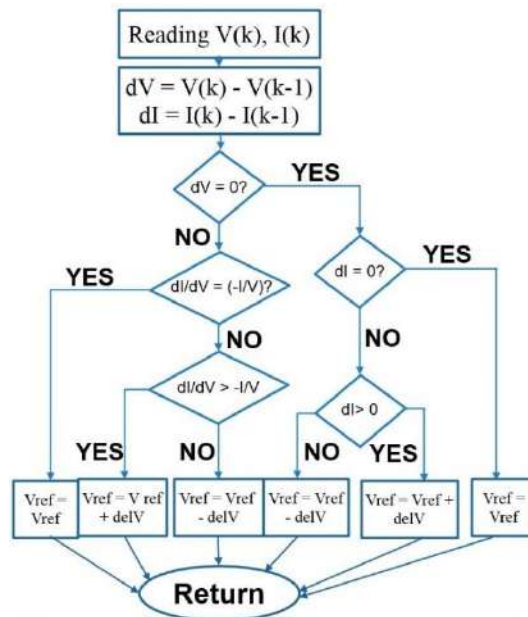 Reading V(k), I(k)
dV = V(k) - V(k-1)
dI = I(k) - I(k-1)
dV = 0?
YES
NO
YES
dI/dV = (-I/V)?
dI = 0?
YES
NO
NO
dI/dV > -I/V
dI> 0
YES
NO
NO
YES
Vref =
Vref
Vref = V ref
+ delV
Vref = Vref
- delV
Vref = Vref
- delV
Vref = Vref +
delV
Vref =
Vref
Return